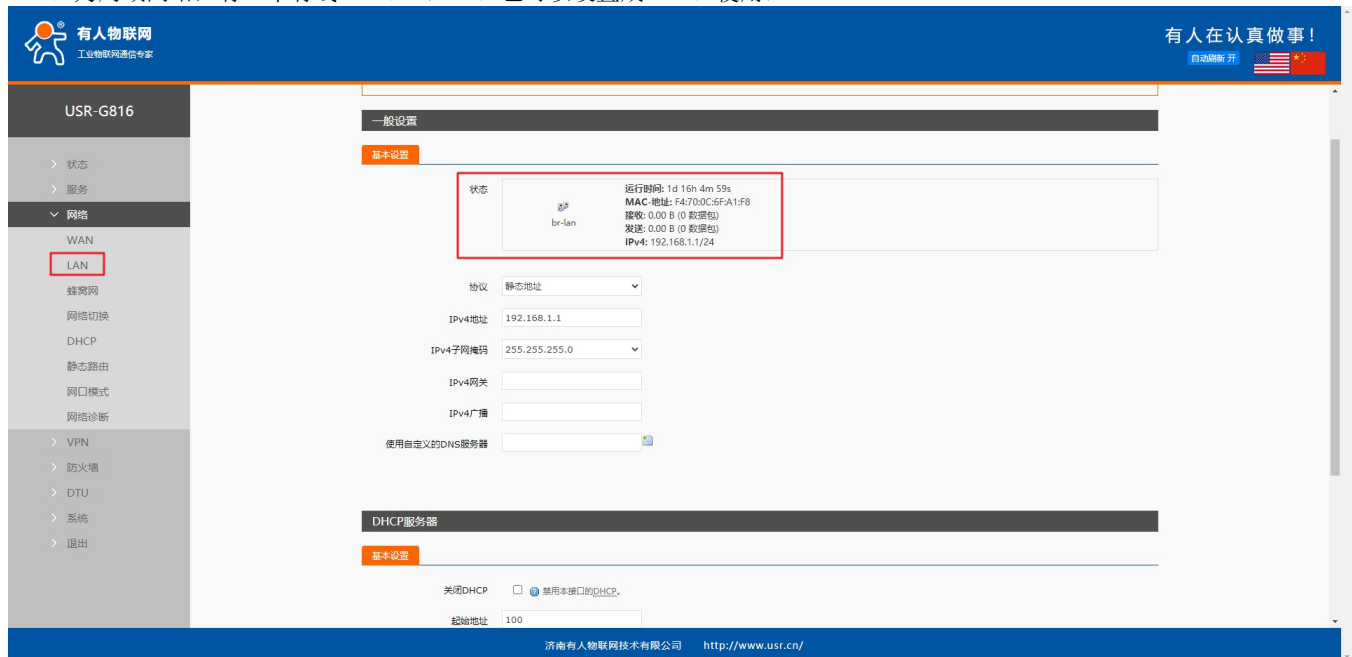 有人物联网
工业物联网通信专家
有人在认真做事！
自动刷新 开
USR-G816
状态
服务
网络
WAN
LAN
蜂窝网
网络切换
DHCP
静态路由
网口模式
网络诊断
VPN
防火墙
DTU
系统
退出
一般设置
基本设置
状态
br-lan
运行时间: 1d 16h 4m 59s
MAC-地址: F4:70:0C:6F:A1:F8
接收: 0.00 B (0 数据包)
发送: 0.00 B (0 数据包)
IPv4: 192.168.1.1/24
协议 静态地址
IPv4地址 192.168.1.1
IPv4子网掩码 255.255.255.0
IPv4网关
IPv4广播
使用自定义的DNS服务器
DHCP服务器
基本设置
关闭DHCP 禁用本接口的DHCP。
起始地址 100
济南有人物联网技术有限公司 http://www.usr.cn/